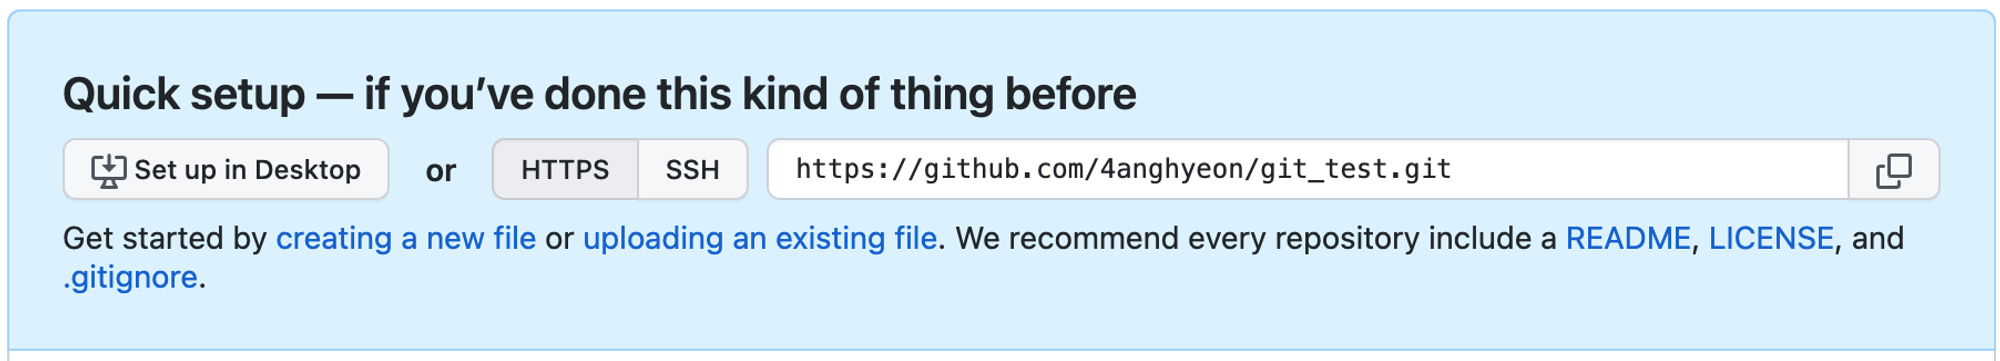 Quick setup — if you’ve done this kind of thing before
Set up in Desktop or HTTPS SSH https://github.com/4anghyeon/git_test.git
Get started by creating a new file or uploading an existing file. We recommend every repository include a README, LICENSE, and
.gitignore.